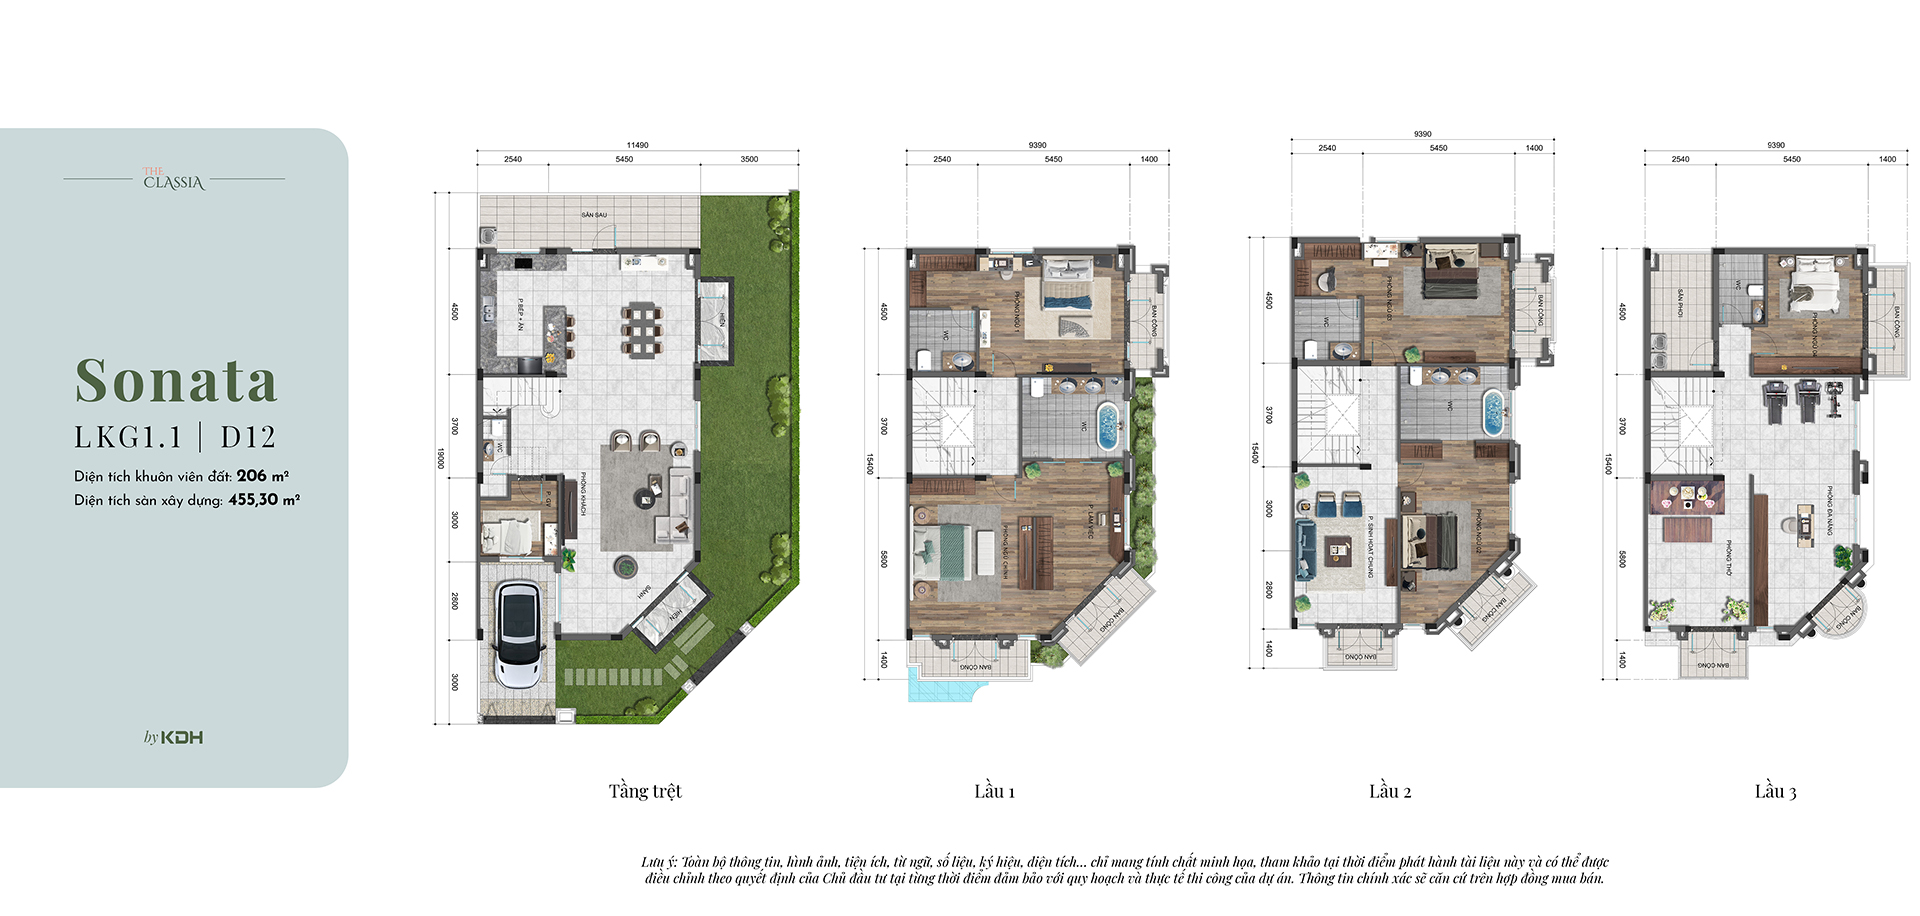 THE
CLASSIA
Sonata
LKG1.1 | D12
Diện tích khuôn viên đất: 206 m²
Diện tích sàn xây dựng: 455,30 m²
by KDH
11490
2540
5450
3500
19000
4500
3700
3000
2800
3000
SÂN SAU
P. BẾP + ĂN
HIÊN
WC
P. GV
PHÒNG KHÁCH
SẢNH
HIÊN
Tầng trệt
9390
2540
5450
1400
15400
4500
3700
5800
1400
PHÒNG NGỦ 1
BAN CÔNG
WC
WC
PHÒNG NGỦ CHÍNH
P. LÀM VIỆC
BAN CÔNG
BAN CÔNG
Lầu 1
9390
2540
5450
1400
15400
4500
3700
3000
2800
1400
PHÒNG NGỦ 03
BAN CÔNG
WC
WC
P. SINH HOẠT CHUNG
PHÒNG NGỦ 02
BAN CÔNG
BAN CÔNG
Lầu 2
9390
2540
5450
1400
15400
4500
3700
5800
1400
SÂN PHƠI
WC
PHÒNG NGỦ 04
BAN CÔNG
PHÒNG ĐA NĂNG
PHÒNG THỜ
BAN CÔNG
BAN CÔNG
Lầu 3
Lưu ý: Toàn bộ thông tin, hình ảnh, tiện ích, từ ngữ, số liệu, ký hiệu, diện tích... chỉ mang tính chất minh họa, tham khảo tại thời điểm phát hành tài liệu này và có thể được
điều chỉnh theo quyết định của Chủ đầu tư tại từng thời điểm đảm bảo với quy hoạch và thực tế thi công của dự án. Thông tin chính xác sẽ căn cứ trên hợp đồng mua bán.